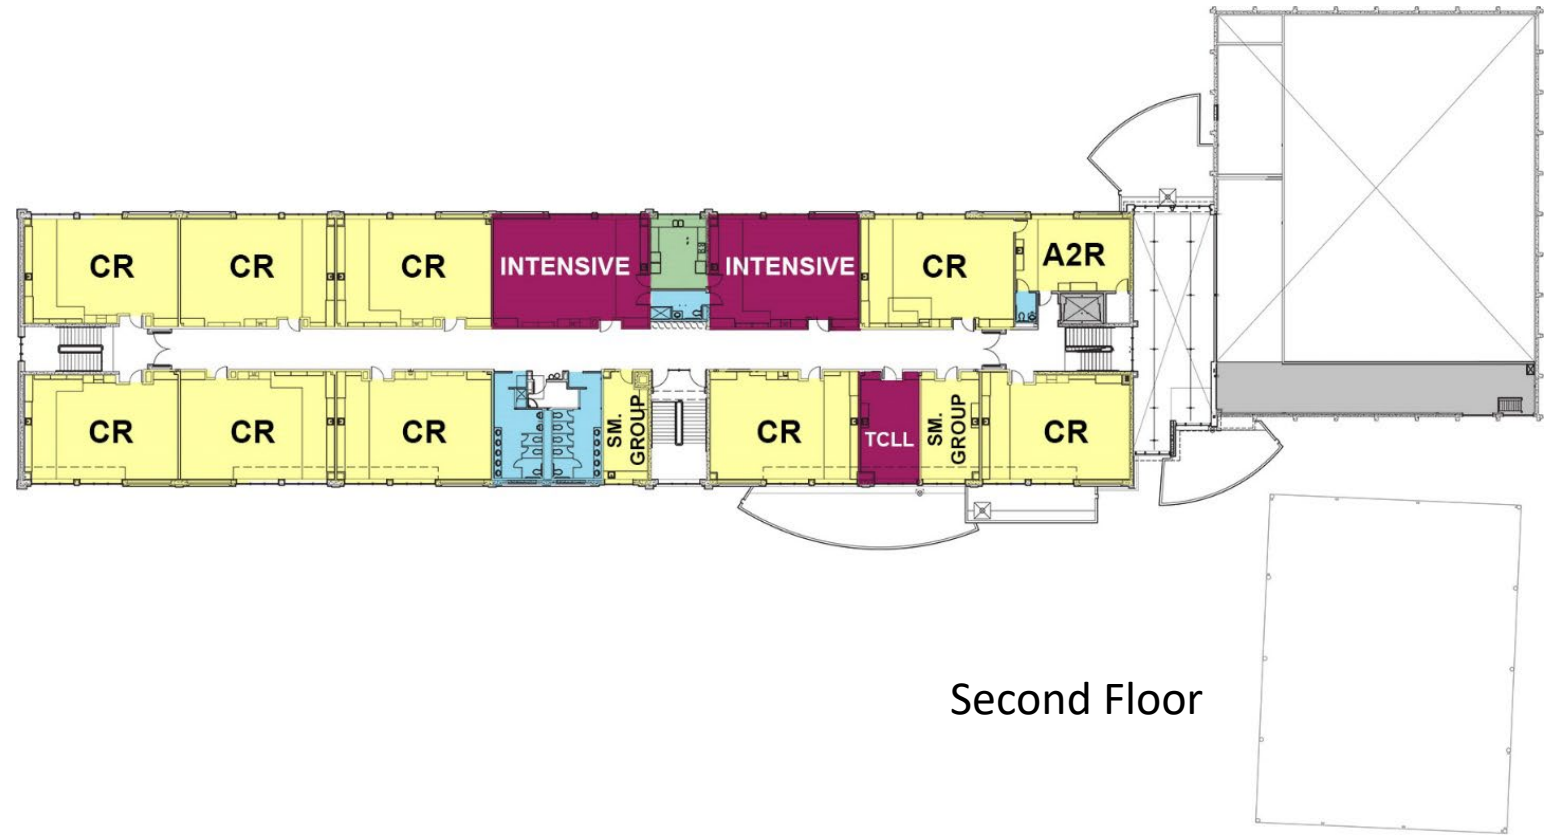 CR
CR
CR
INTENSIVE
INTENSIVE
CR
A2R
CR
CR
CR
SM.
GROUP
CR
TCLL
SM.
GROUP
CR
Second Floor